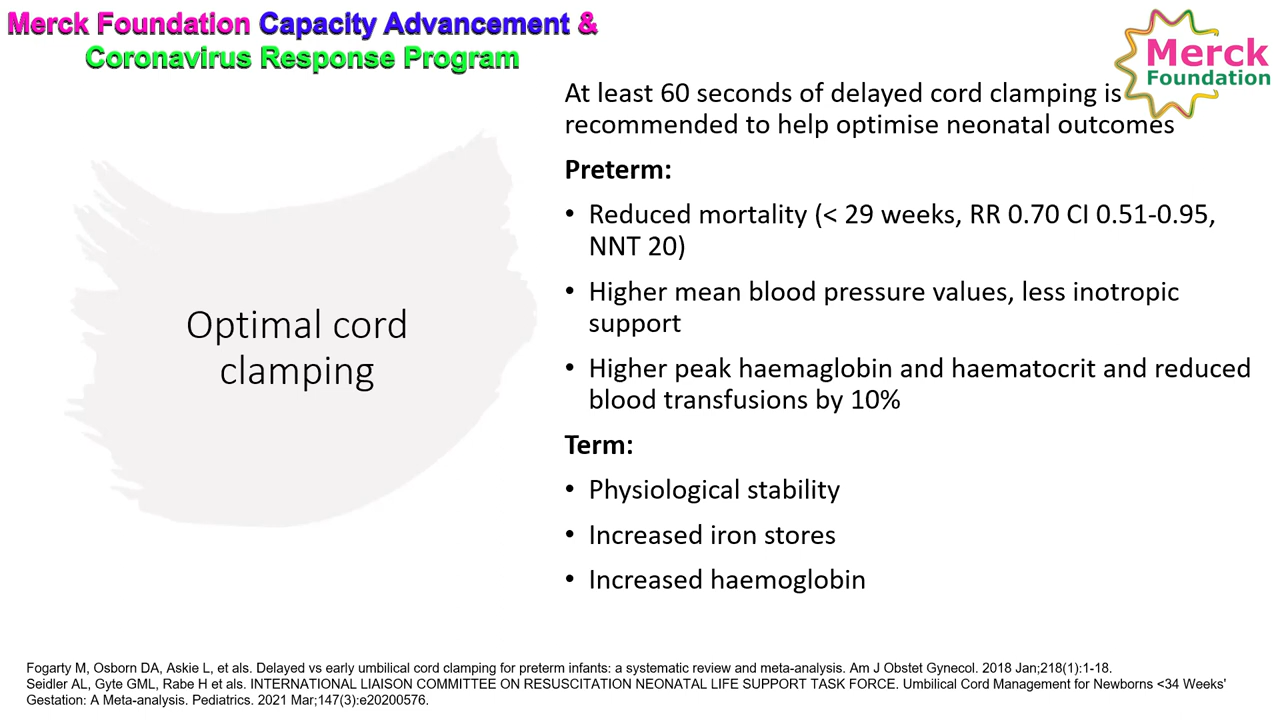 Merck Foundation Capacity Advancement &
Coronavirus Response Program
Merck
Foundation
At least 60 seconds of delayed cord clamping is
recommended to help optimise neonatal outcomes
Preterm:
• Reduced mortality (< 29 weeks, RR 0.70 CI 0.51-0.95,
NNT 20)
• Higher mean blood pressure values, less inotropic
support
• Higher peak haemaglobin and haematocrit and reduced
blood transfusions by 10%
Term:
• Physiological stability
• Increased iron stores
• Increased haemoglobin
Optimal cord
clamping
Fogarty M, Osborn DA, Askie L, et als. Delayed vs early umbilical cord clamping for preterm infants: a systematic review and meta-analysis. Am J Obstet Gynecol. 2018 Jan;218(1):1-18.
Seidler AL, Gyte GML, Rabe H et als. INTERNATIONAL LIAISON COMMITTEE ON RESUSCITATION NEONATAL LIFE SUPPORT TASK FORCE. Umbilical Cord Management for Newborns <34 Weeks'
Gestation: A Meta-analysis. Pediatrics. 2021 Mar;147(3):e20200576.